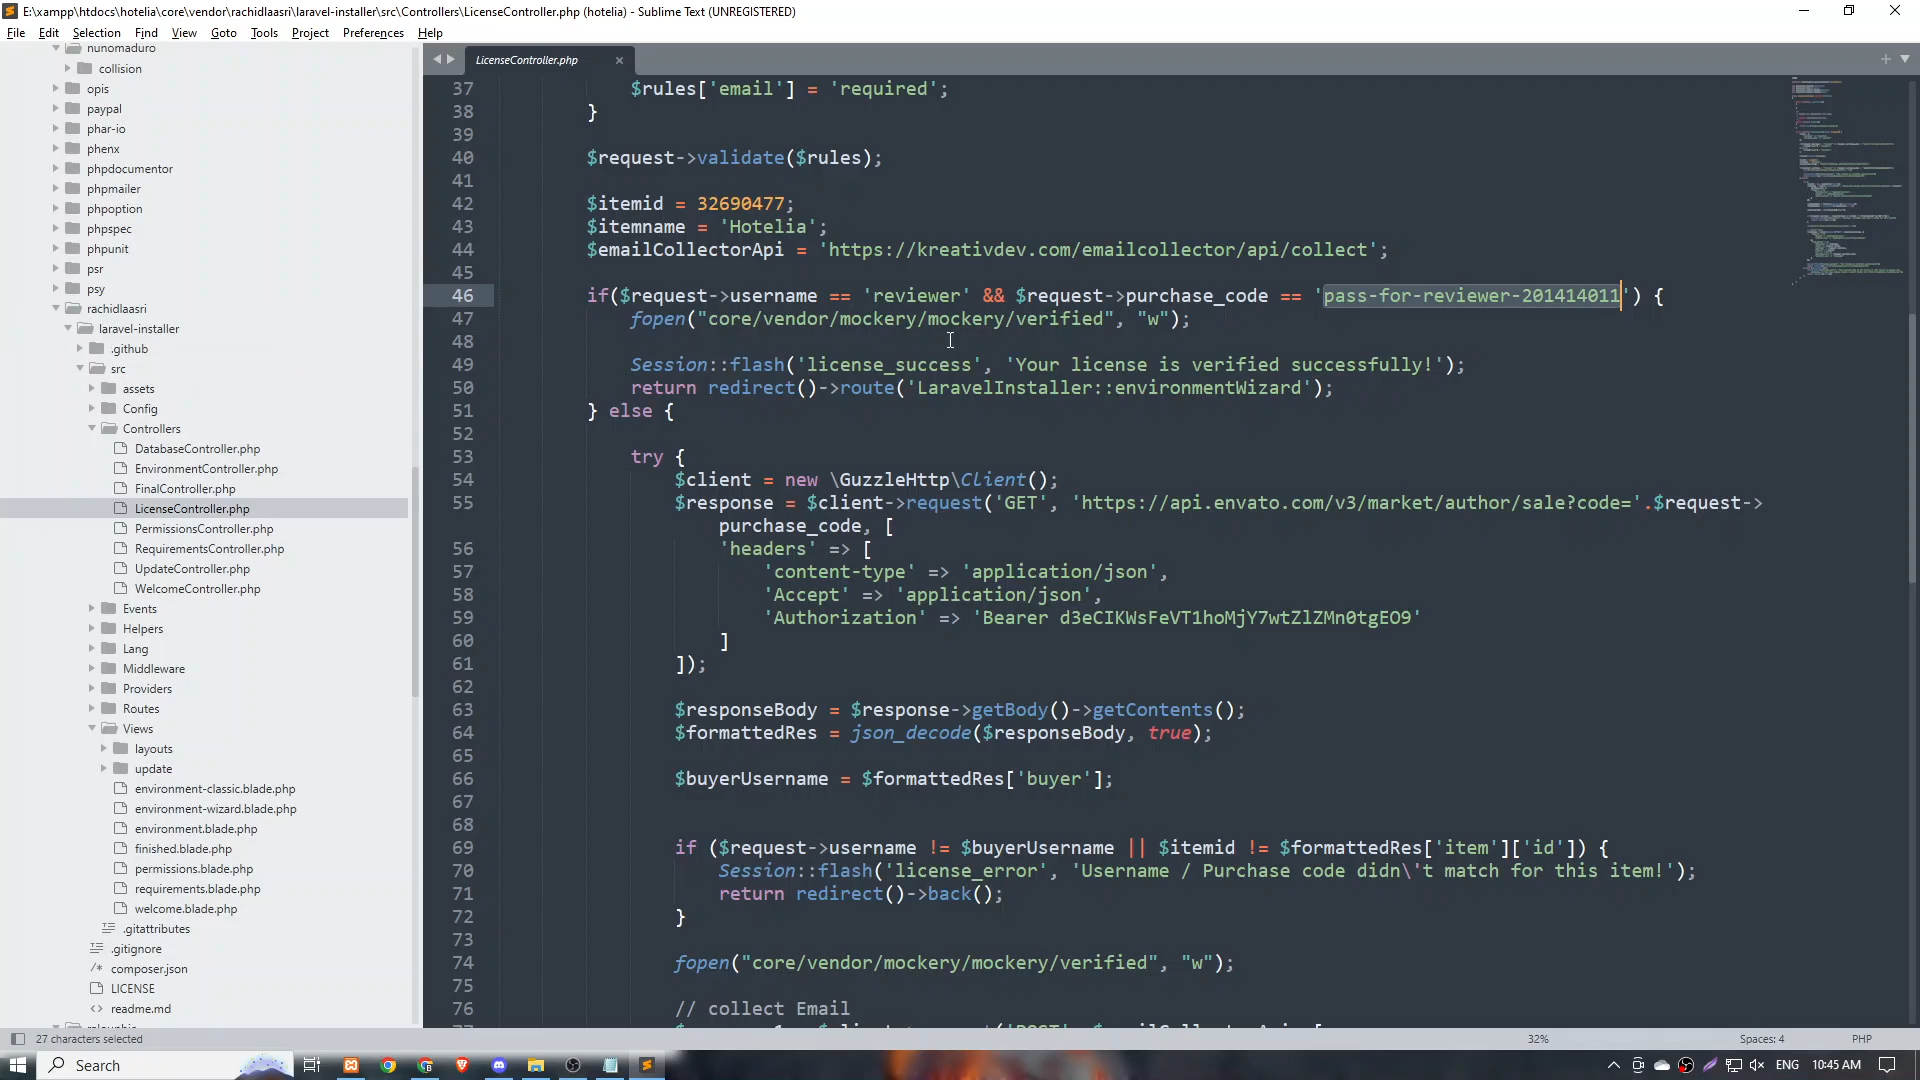 E:\xampp\htdocs\hotelia\core\vendor\rachidlaasri\laravel-installer\src\Controllers\LicenseController.php (hotelia) - Sublime Text (UNREGISTERED)
File Edit Selection Find View Goto Tools Project Preferences Help
nunomaduro
collision
opis
paypal
phar-io
phenx
phpdocumentor
phpmailer
phpoption
phpspec
phpunit
psr
psy
rachidlaasri
laravel-installer
.github
src
assets
Config
Controllers
DatabaseController.php
EnvironmentController.php
FinalController.php
LicenseController.php
PermissionsController.php
RequirementsController.php
UpdateController.php
WelcomeController.php
Events
Helpers
Lang
Middleware
Providers
Routes
Views
layouts
update
environment-classic.blade.php
environment-wizard.blade.php
environment.blade.php
finished.blade.php
permissions.blade.php
requirements.blade.php
welcome.blade.php
.gitattributes
.gitignore
composer.json
LICENSE
readme.md
LicenseController.php
37 $rules['email'] = 'required';
38 }
39
40 $request->validate($rules);
41
42 $itemid = 32690477;
43 $itemname = 'Hotelia';
44 $emailCollectorApi = 'https://kreativdev.com/emailcollector/api/collect';
45
46 if($request->username == 'reviewer' && $request->purchase_code == 'pass-for-reviewer-201414011') {
47 fopen("core/vendor/mockery/mockery/verified", "w");
48
49 Session::flash('license_success', 'Your license is verified successfully!');
50 return redirect()->route('LaravelInstaller::environmentWizard');
51 } else {
52
53 try {
54 $client = new \GuzzleHttp\Client();
55 $response = $client->request('GET', 'https://api.envato.com/v3/market/author/sale?code='.$request->
purchase_code, [
56 'headers' => [
57 'content-type' => 'application/json',
58 'Accept' => 'application/json',
59 'Authorization' => 'Bearer d3eCIKWsFeVT1hoMjY7wtZlZMn0tgEO9'
60 ]
61 ]);
62
63 $responseBody = $response->getBody()->getContents();
64 $formattedRes = json_decode($responseBody, true);
65
66 $buyerUsername = $formattedRes['buyer'];
67
68
69 if ($request->username != $buyerUsername || $itemid != $formattedRes['item']['id']) {
70 Session::flash('license_error', 'Username / Purchase code didn\'t match for this item!');
71 return redirect()->back();
72 }
73
74 fopen("core/vendor/mockery/mockery/verified", "w");
75
76 // collect Email
27 characters selected 32% Spaces: 4 PHP
Search ENG 10:45 AM